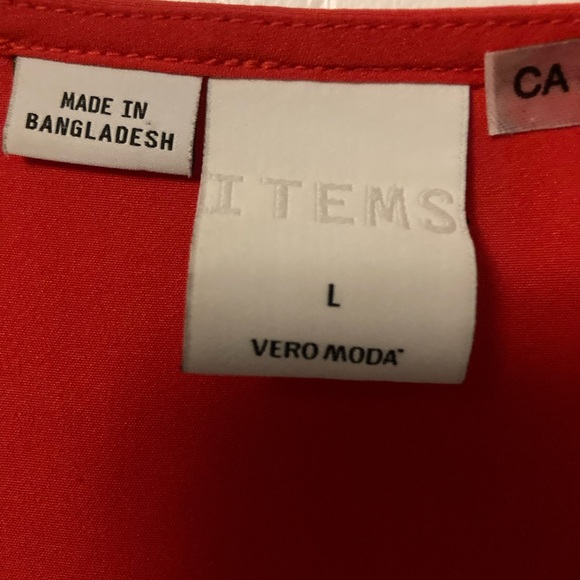 MADE IN
BANGLADESH
ITEMS
L
VERO MODA
CA